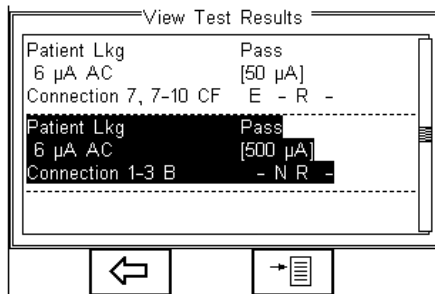 View Test Results
Patient Lkg Pass
6 µA AC [50 µA]
Connection 7, 7-10 CF E - R -
Patient Lkg Pass
6 µA AC [500 µA]
Connection 1-3 B - N R -